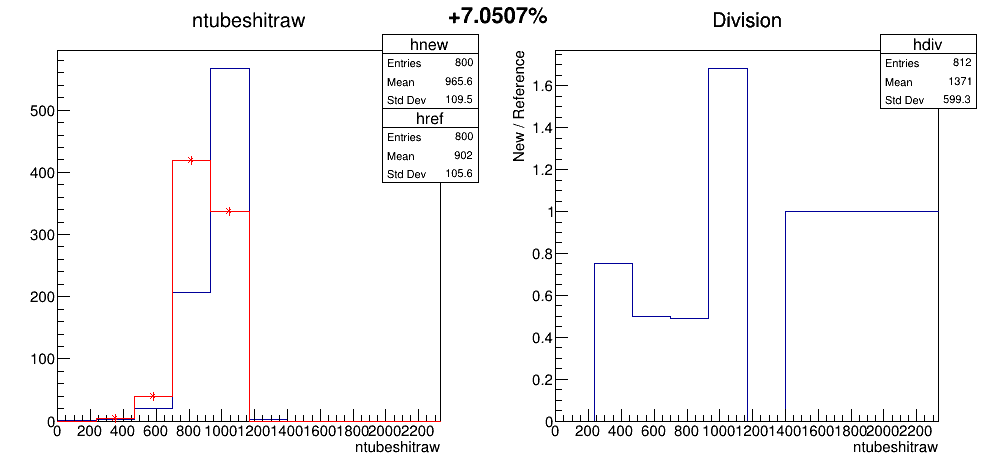 +7.0507%
ntubeshitraw
hnew
Entries 800
Mean 965.6
Std Dev 109.5
href
Entries 800
Mean 902
Std Dev 105.6
500
400
300
200
100
0
0 200 400 600 800 1000 1200 1400 1600 1800 2000 2200
ntubeshitraw
Division
hdiv
Entries 812
Mean 1371
Std Dev 599.3
New / Reference
1.6
1.4
1.2
1
0.8
0.6
0.4
0.2
0
0 200 400 600 800 1000 1200 1400 1600 1800 2000 2200
ntubeshitraw